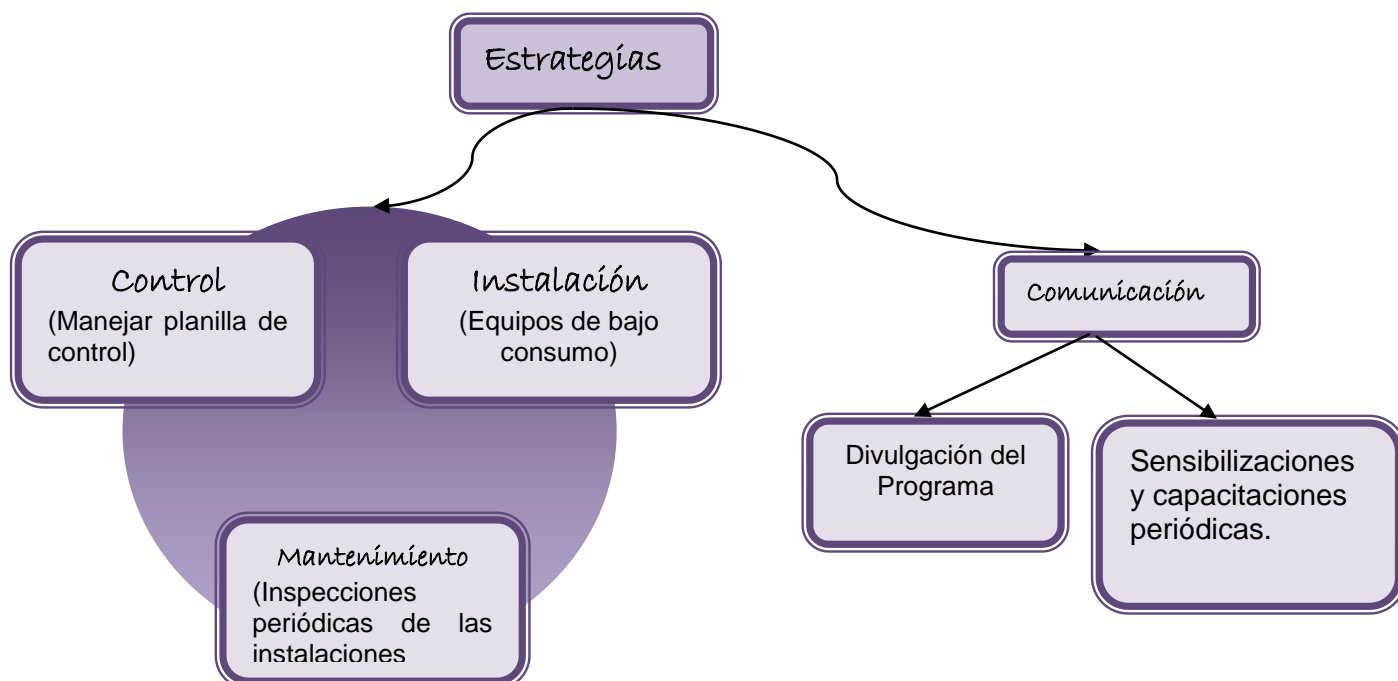 Estrategias
Control
(Manejar planilla de
control)
Instalación
(Equipos de bajo
consumo)
Comunicación
Mantenimiento
(Inspecciones
periódicas de las
instalaciones
Divulgación del
Programa
Sensibilizaciones
y capacitaciones
periódicas.